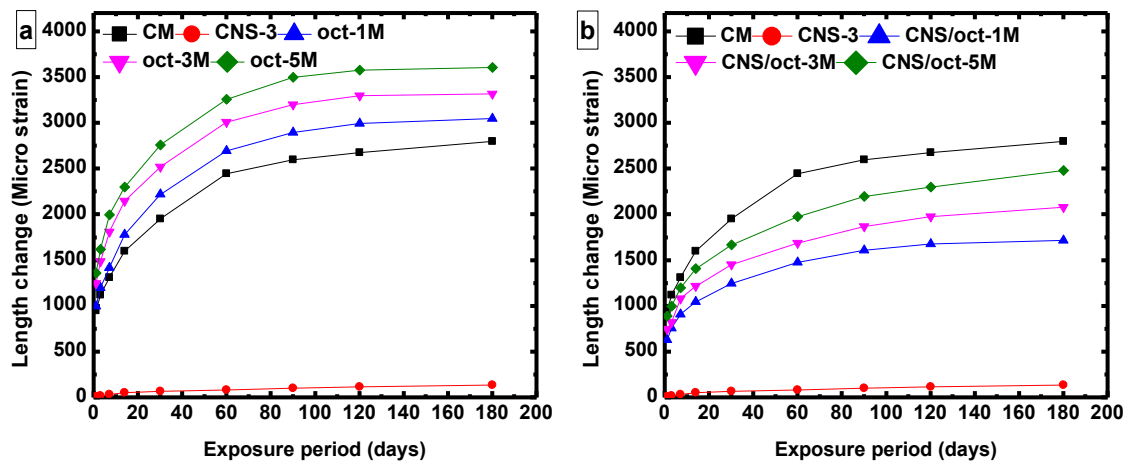 a
CM CNS-3 oct-1M
oct-3M oct-5M
Length change (Micro strain)
4000
3500
3000
2500
2000
1500
1000
500
0
0 20 40 60 80 100 120 140 160 180 200
Exposure period (days)
b
CM CNS-3 CNS/oct-1M
CNS/oct-3M CNS/oct-5M
Length change (Micro strain)
4000
3500
3000
2500
2000
1500
1000
500
0
0 20 40 60 80 100 120 140 160 180 200
Exposure period (days)